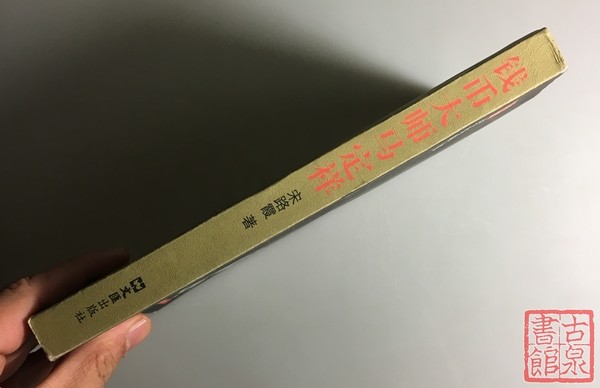 钱币大师马定祥
宋路霞 著
文匯出版社
古泉
書館